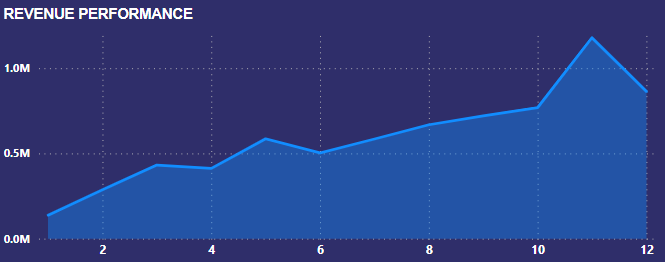 REVENUE PERFORMANCE
1.0M
0.5M
0.0M
2 4 6 8 10 12